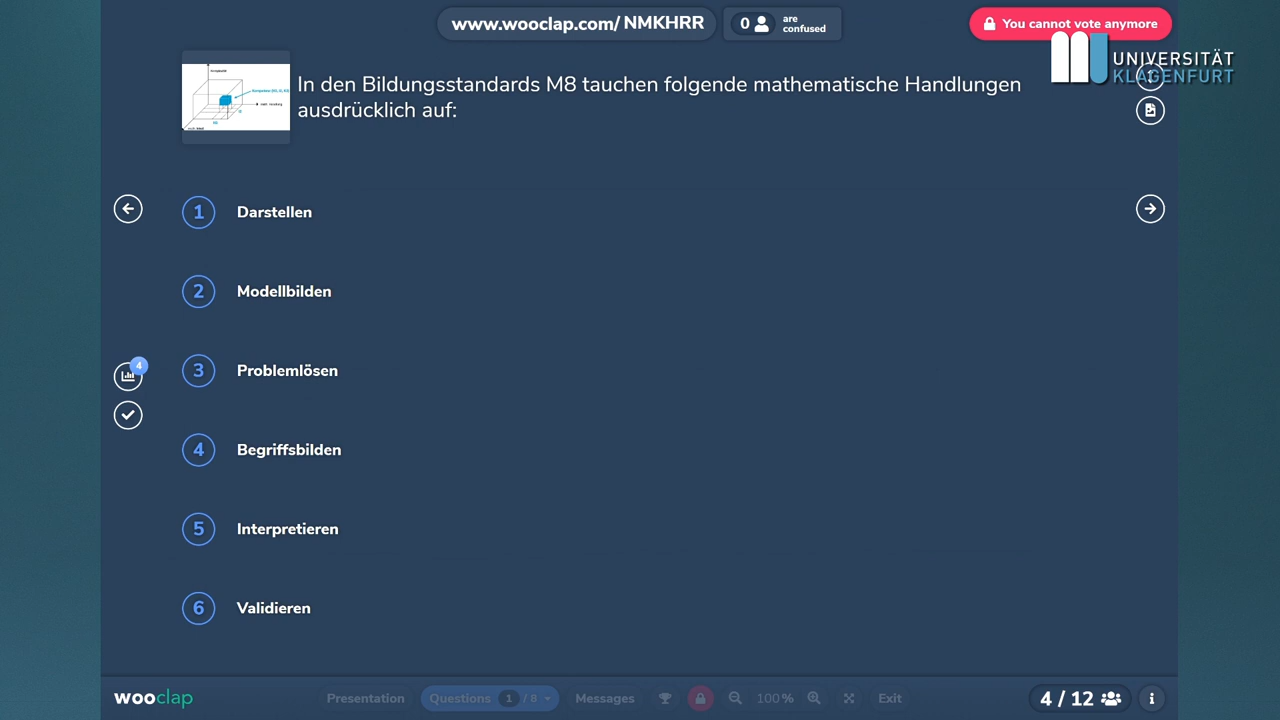 www.wooclap.com/ NMKHRR
0
are
confused
You cannot vote anymore
UNIVERSITÄT
KLAGENFURT
In den Bildungsstandards M8 tauchen folgende mathematische Handlungen
ausdrücklich auf:
1 Darstellen
2 Modellbilden
3 Problemlösen
4
4 Begriffsbilden
5 Interpretieren
6 Validieren
wooclap
Presentation
Questions 1 / 8
Messages
100%
Exit
4 / 12
i